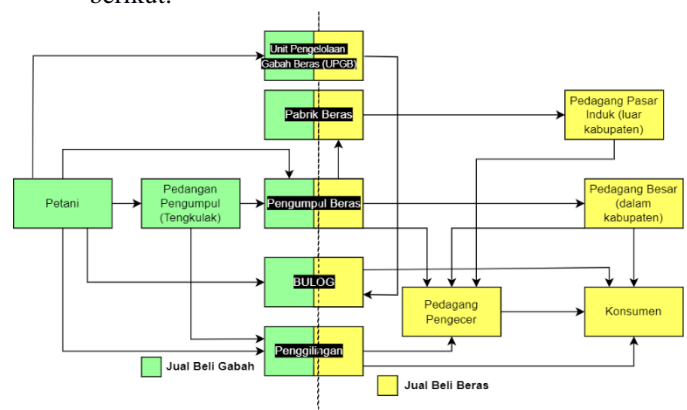 berikut.
Unit Pengelolaan
Gabah Beras (UPGB)
Pabrik Beras
Pedagang Pasar
Induk (luar
kabupaten)
Petani
Pedangan
Pengumpul
(Tengkulak)
Pengumpul Beras
Pedagang Besar
(dalam
kabupaten)
BULOG
Pedagang
Pengecer
Konsumen
Penggilingan
Jual Beli Gabah
Jual Beli Beras